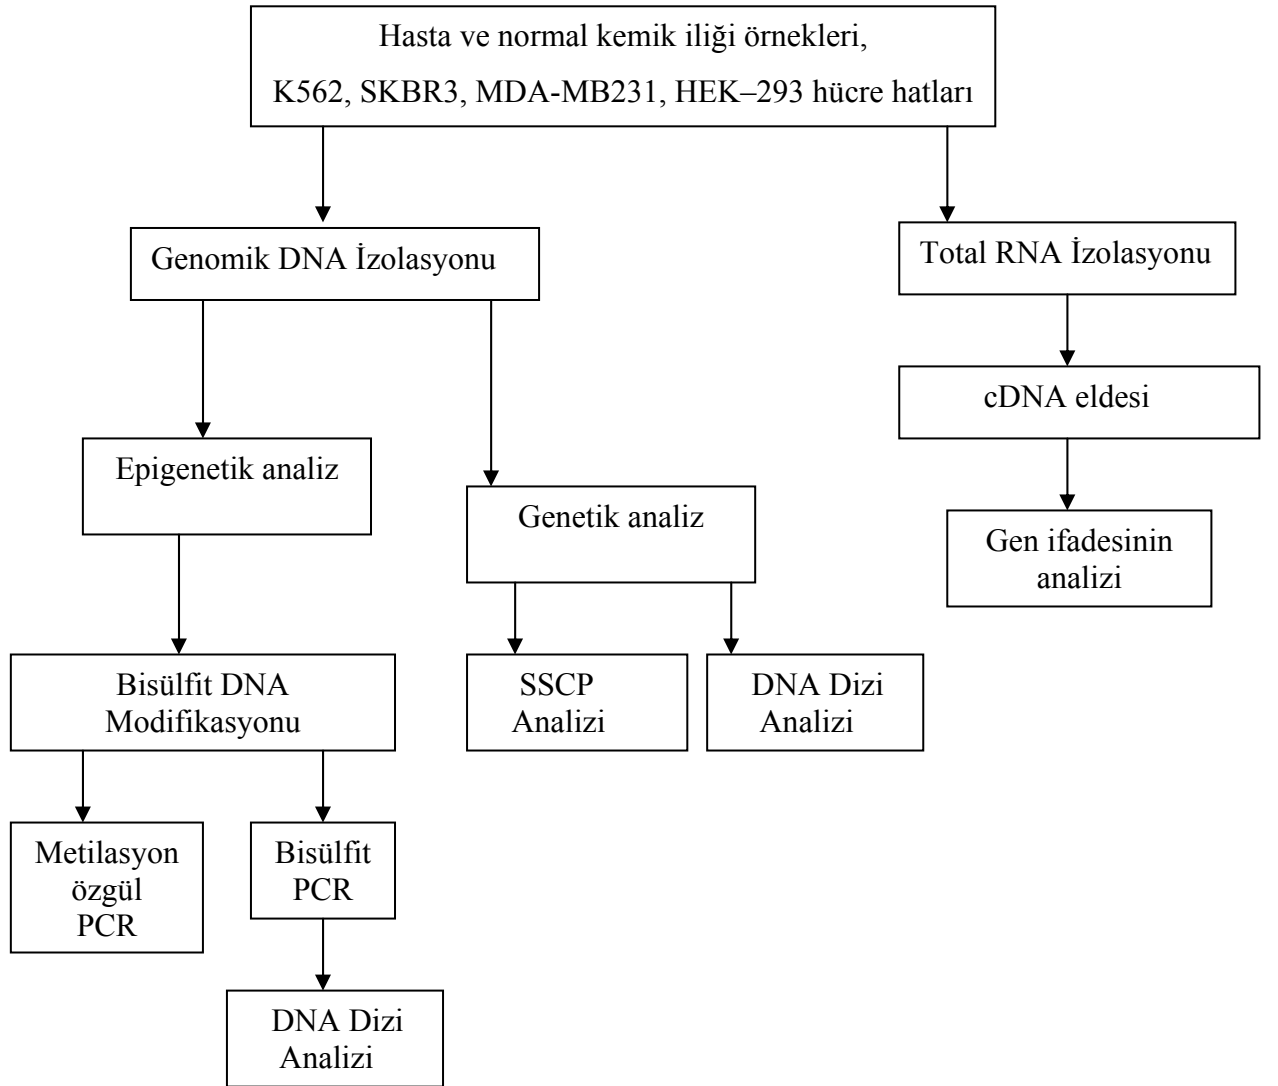 Hasta ve normal kemik iliği örnekleri,
K562, SKBR3, MDA-MB231, HEK–293 hücre hatları
Genomik DNA İzolasyonu
Total RNA İzolasyonu
cDNA eldesi
Epigenetik analiz
Genetik analiz
Gen ifadesinin
analizi
Bisülfit DNA
Modifikasyonu
SSCP
Analizi
DNA Dizi
Analizi
Metilasyon
özgül
PCR
Bisülfit
PCR
DNA Dizi
Analizi